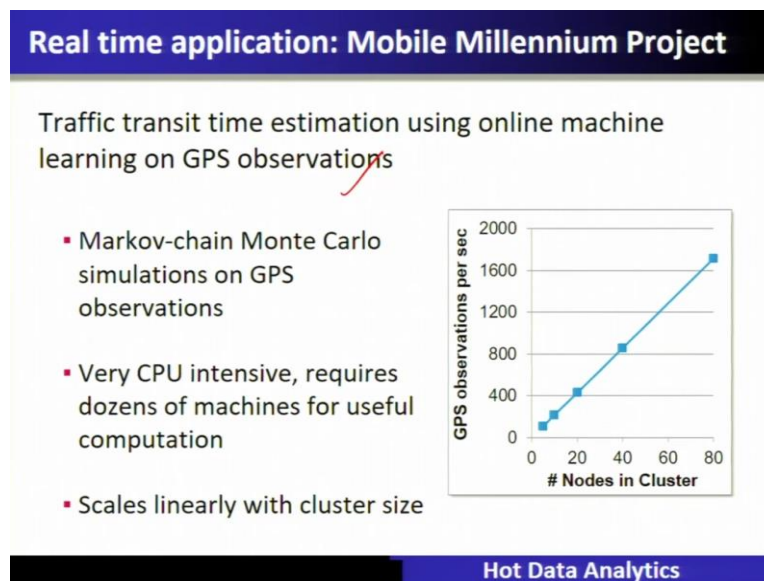 Real time application: Mobile Millennium Project
Traffic transit time estimation using online machine
learning on GPS observations
▪ Markov-chain Monte Carlo
simulations on GPS
observations
▪ Very CPU intensive, requires
dozens of machines for useful
computation
▪ Scales linearly with cluster size
GPS observations per sec
2000
1600
1200
800
400
0
0 20 40 60 80
# Nodes in Cluster
Hot Data Analytics